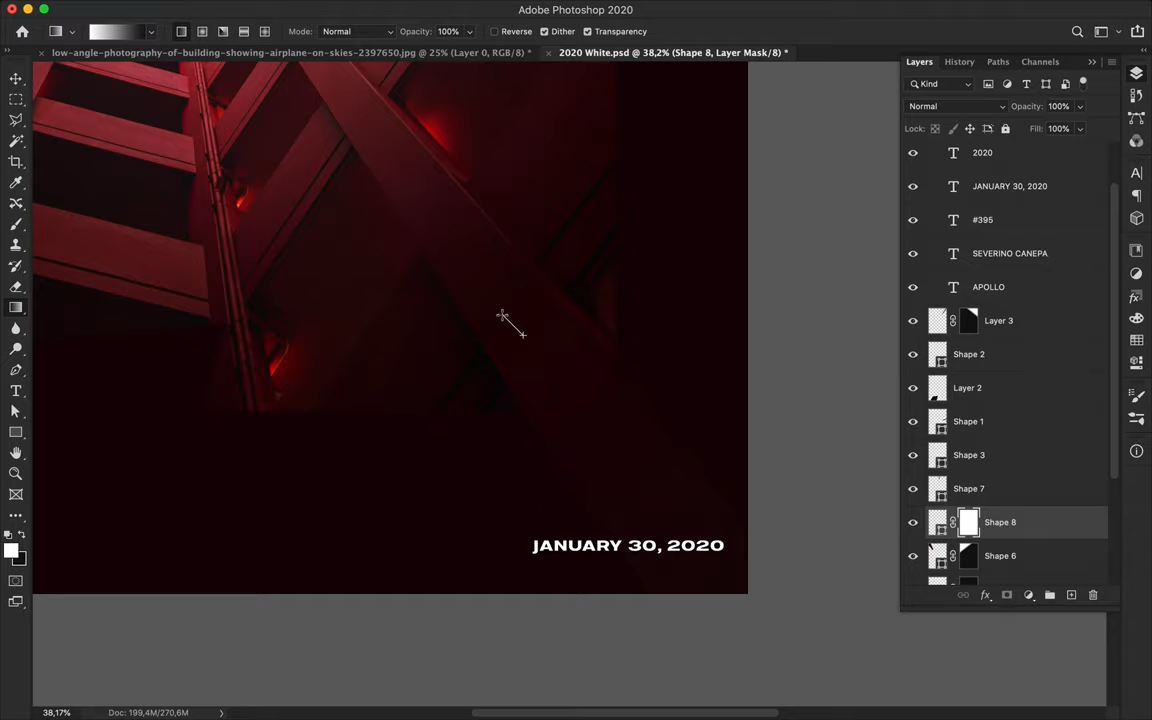 Adobe Photoshop 2020
Mode: Normal Opacity: 100% Reverse Dither Transparency
low-angle-photography-of-building-showing-airplane-on-skies-2397650.jpg @ 25% (Layer 0, RGB/8) *
2020 White.psd @ 38,2% (Shape 8, Layer Mask/8) *
Layers History Paths Channels
Kind
Normal Opacity: 100%
Lock: Fill: 100%
2020
JANUARY 30, 2020
#395
SEVERINO CANEPA
APOLLO
Layer 3
Shape 2
Layer 2
Shape 1
Shape 3
Shape 7
Shape 8
Shape 6
JANUARY 30, 2020
38,17% Doc: 199,4M/270,6M